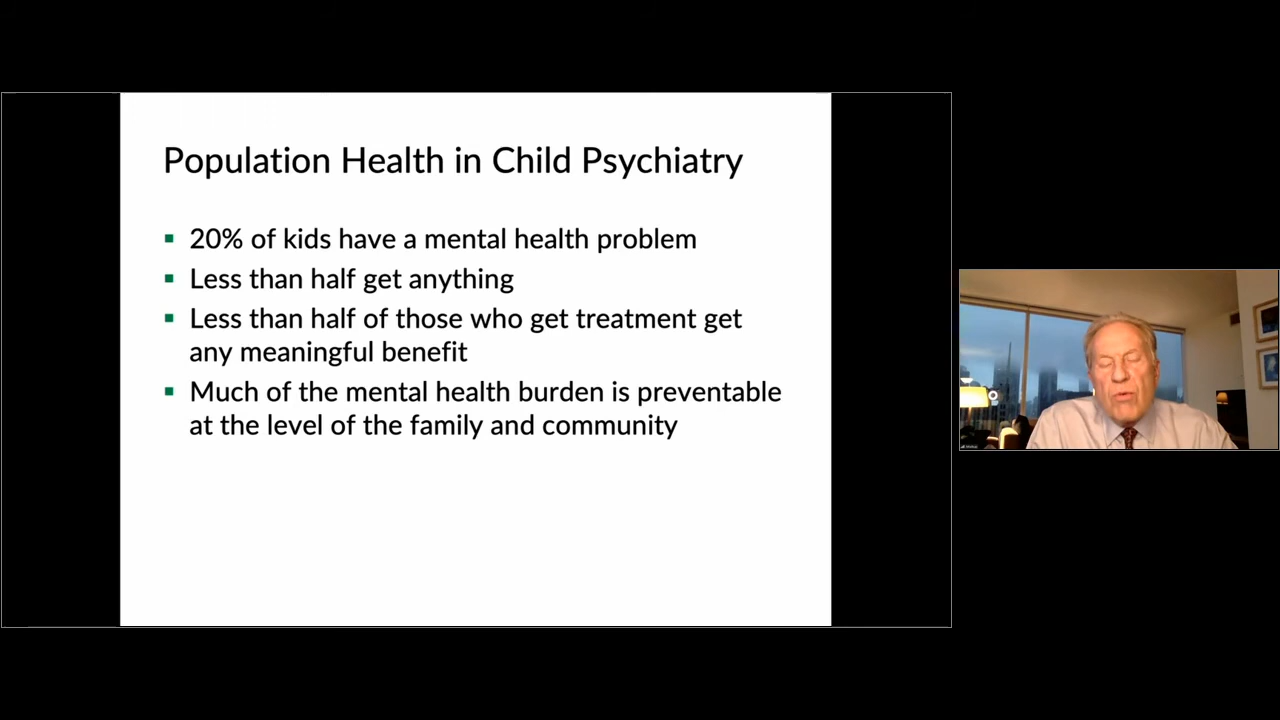 Population Health in Child Psychiatry
20% of kids have a mental health problem
Less than half get anything
Less than half of those who get treatment get
any meaningful benefit
Much of the mental health burden is preventable
at the level of the family and community